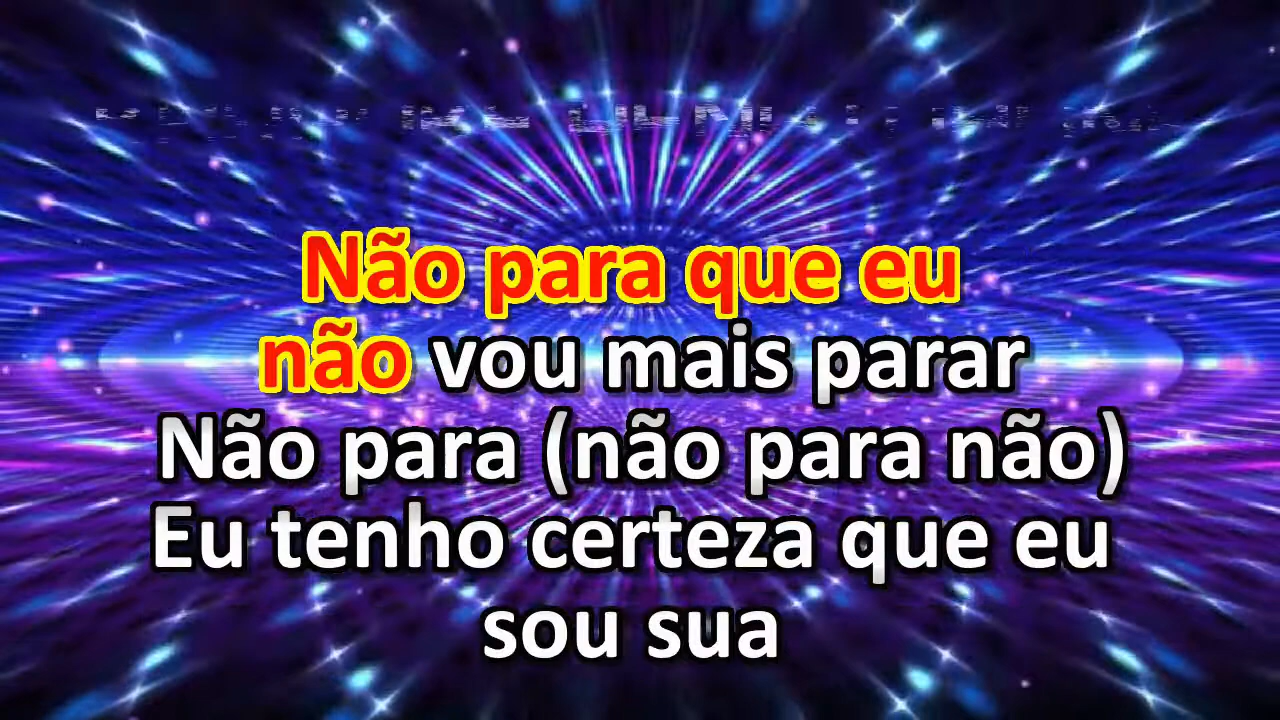 Não para que eu
não vou mais parar
Não para (não para não)
Eu tenho certeza que eu
sou sua